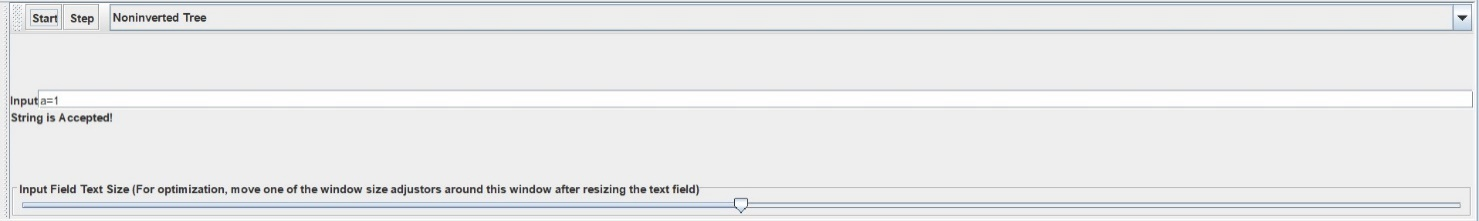 Start Step Noninverted Tree
Input a=1
String is Accepted!
Input Field Text Size (For optimization, move one of the window size adjustors around this window after resizing the text field)